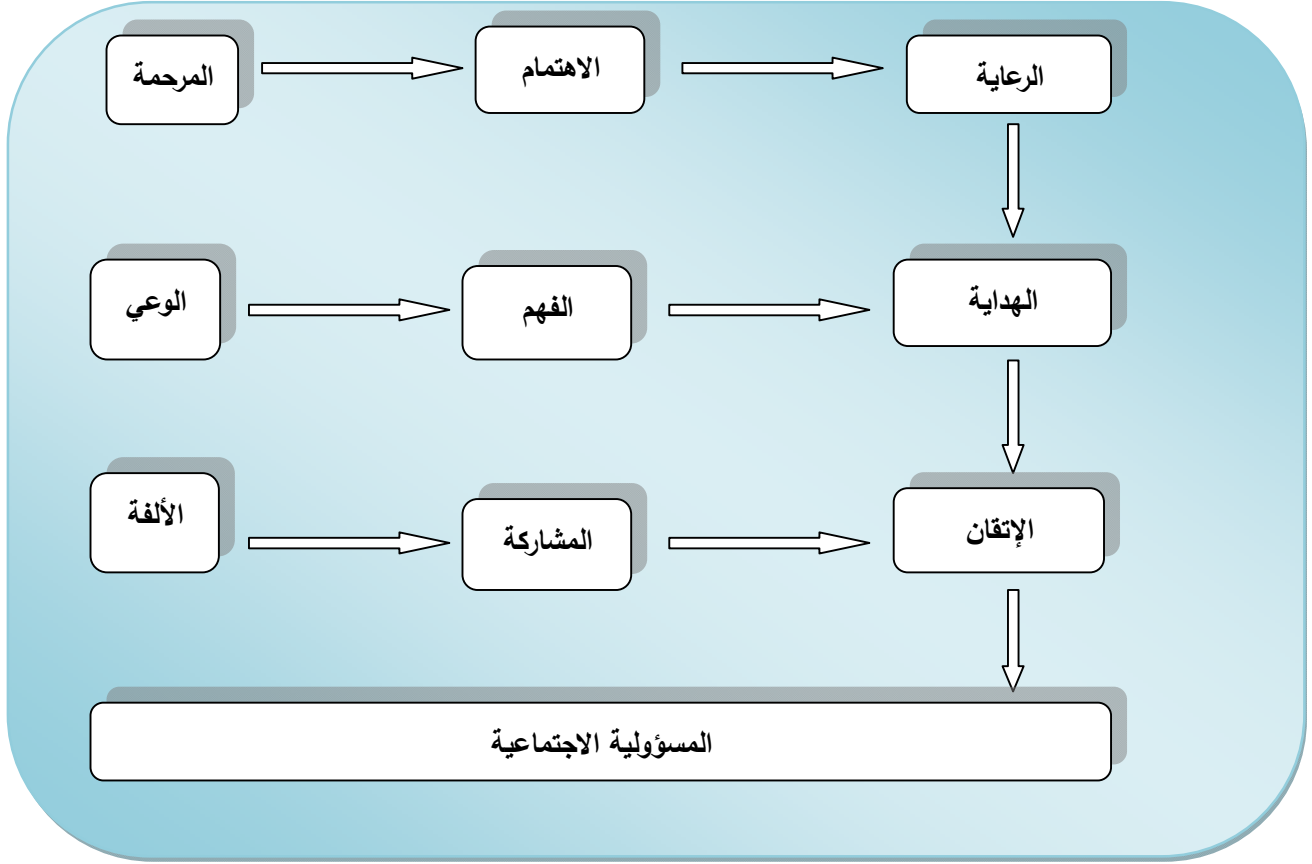 المرحمة
الاهتمام
الرعاية
الوعي
الفهم
الهداية
الألفة
المشاركة
الإتقان
المسؤولية الاجتماعية